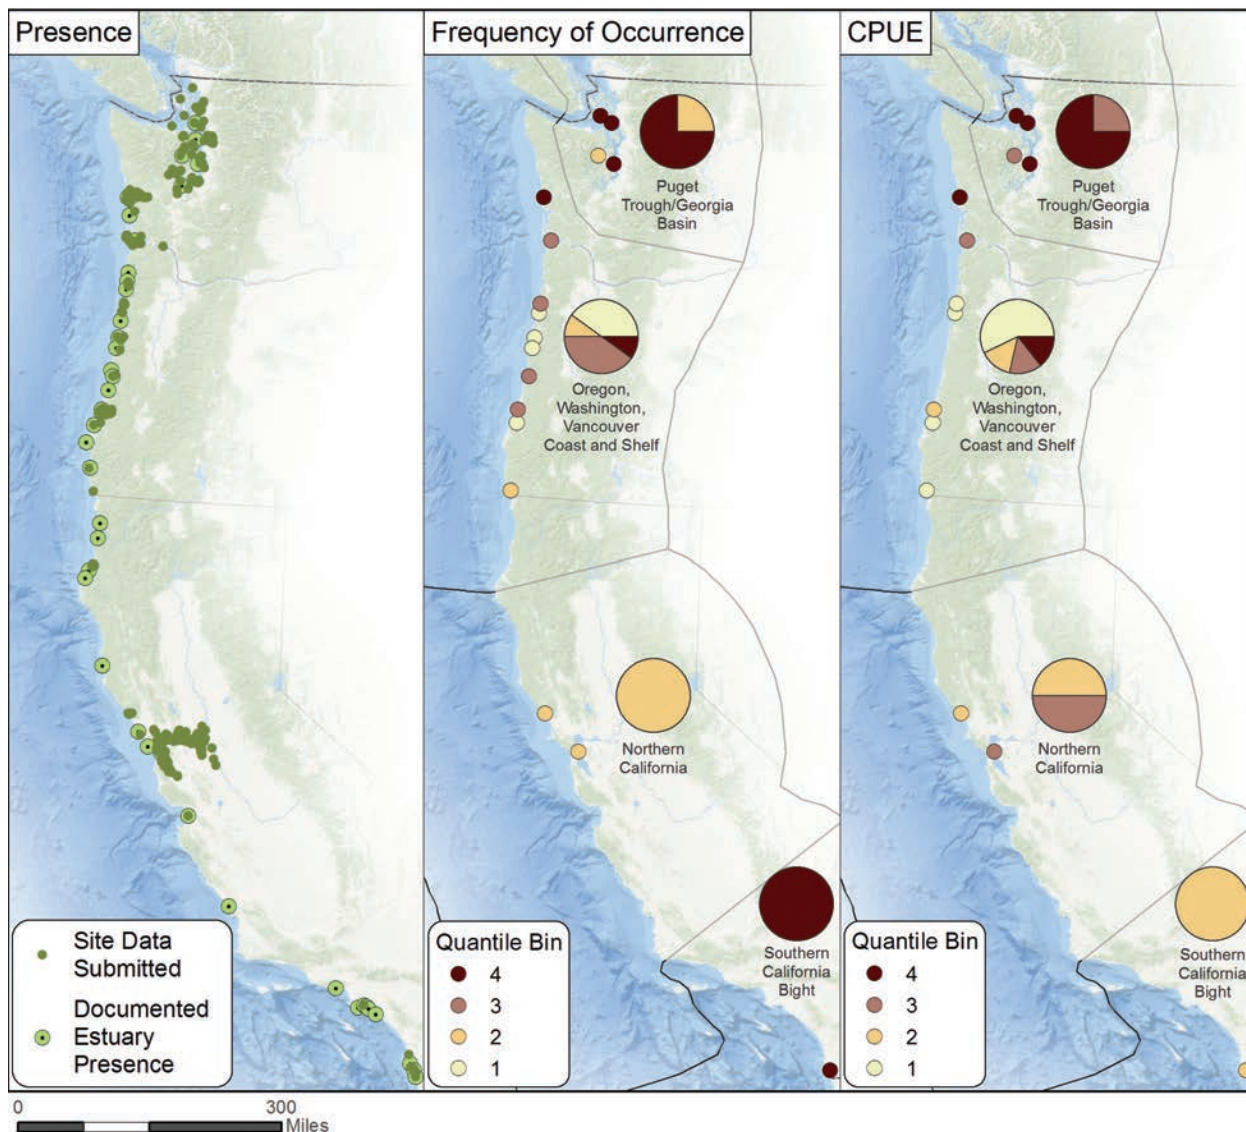 Presence
Site Data
Submitted
Documented
Estuary
Presence
0 300
Miles
Frequency of Occurrence
Puget
Trough/Georgia
Basin
Oregon,
Washington,
Vancouver
Coast and Shelf
Northern
California
Southern
California
Bight
Quantile Bin
4
3
2
1
CPUE
Puget
Trough/Georgia
Basin
Oregon,
Washington,
Vancouver
Coast and Shelf
Northern
California
Southern
California
Bight
Quantile Bin
4
3
2
1